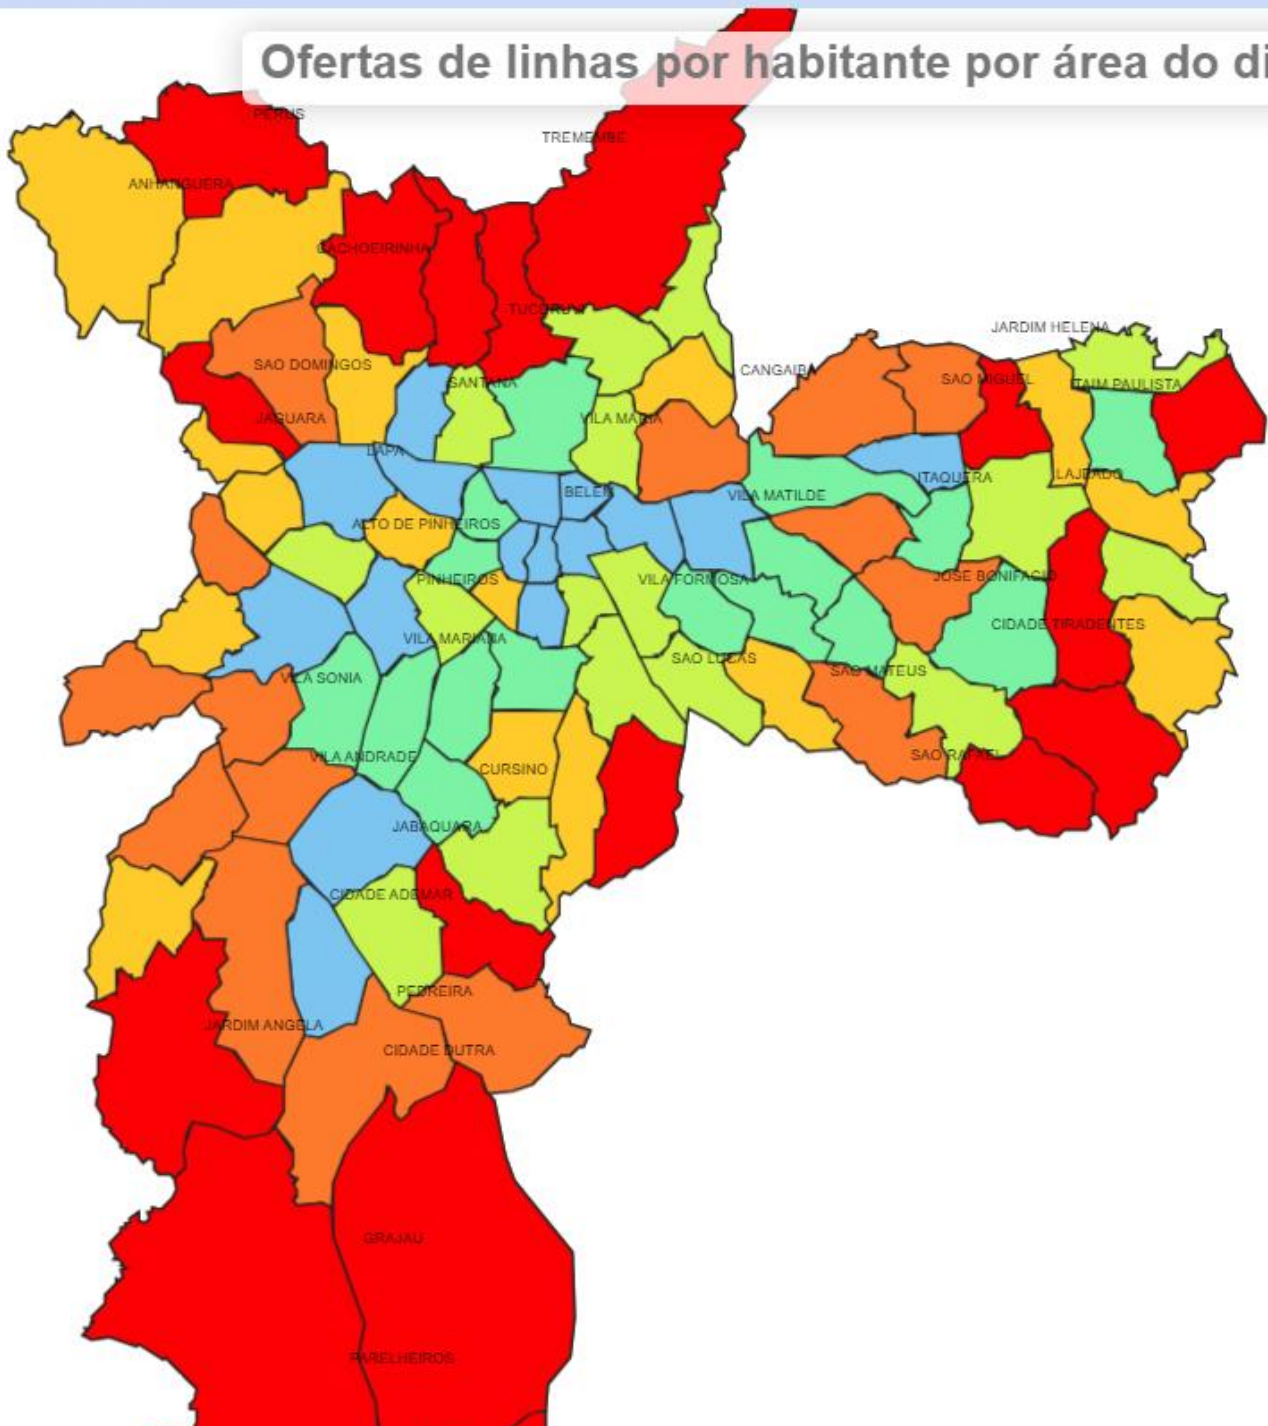 Ofertas de linhas por habitante por área do di
PERUS
TREMEMBE
ANHANGUERA
CACHOEIRINHA
TUCURUVI
JARDIM HELENA
SAO DOMINGOS
CANGAIBA
SANTANA
SAO MIGUEL
ITAIM PAULISTA
JAGUARA
VILA MARIA
LAPA
ITAQUERA
LAJEADO
BELEM
VILA MATILDE
ALTO DE PINHEIROS
PINHEIROS
VILA FORMOSA
JOSE BONIFACIO
VILA MARIANA
CIDADE TIRADENTES
SAO LUCAS
SAO MATEUS
VILA SONIA
VILA ANDRADE
SAO RAFAEL
CURSINO
JABAQUARA
CIDADE ADEMAR
PEDREIRA
JARDIM ANGELA
CIDADE DUTRA
GRAJAU
PARELHEIROS